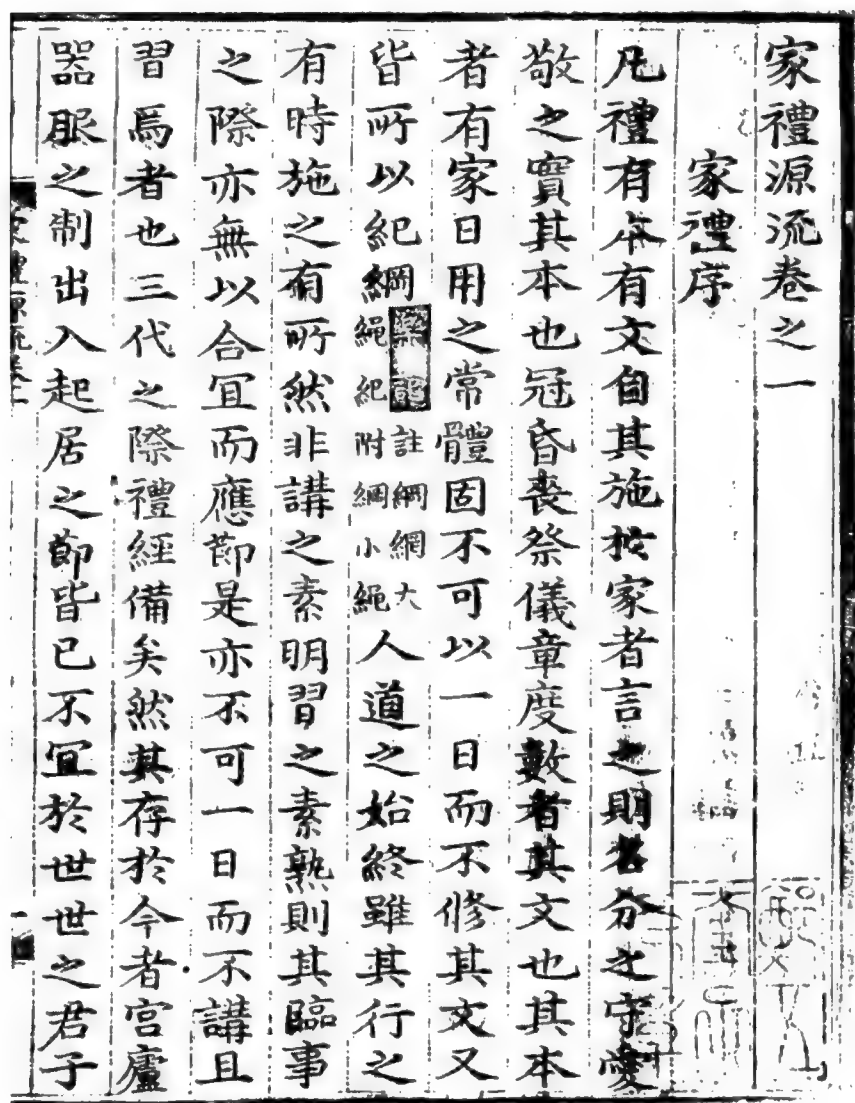 家禮源流卷之一
家禮序
凡禮有本有文自其施於家者言之則名分之守愛
敬之實其本也冠昏喪祭儀章度數者其文也其本
者有家日用之常體固不可以一日而不修其文又
皆所以紀綱
註綱網大
繩紀附綱小繩
人道之始終雖其行之
有時施之有所然非講之素明習之素熟則其臨事
之際亦無以合宜而應節是亦不可一日而不講且
習焉者也三代之際禮經備矣然其存於今者宮廬
器服之制出入起居之節皆已不宜於世世之君子
家禮源流卷之一